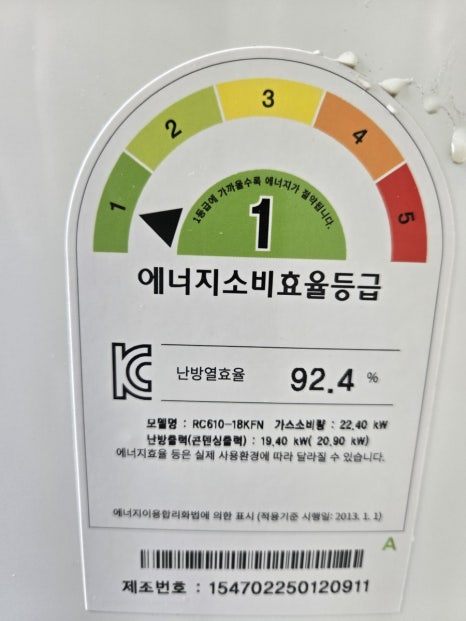 1 2 3 4 5
1등급에 가까울수록 에너지가 절약됩니다.
1
에너지소비효율등급
난방열효율 92.4 %
모델명 : RC610-18KFN 가스소비량 : 22.40 kW
난방출력(콘덴싱출력) : 19.40 kW( 20.90 kW)
에너지효율 등은 실제 사용환경에 따라 달라질 수 있습니다.
에너지이용합리화법에 의한 표시 (적용기준 시행일: 2013. 1. 1)
A
제조번호 : 154702250120911